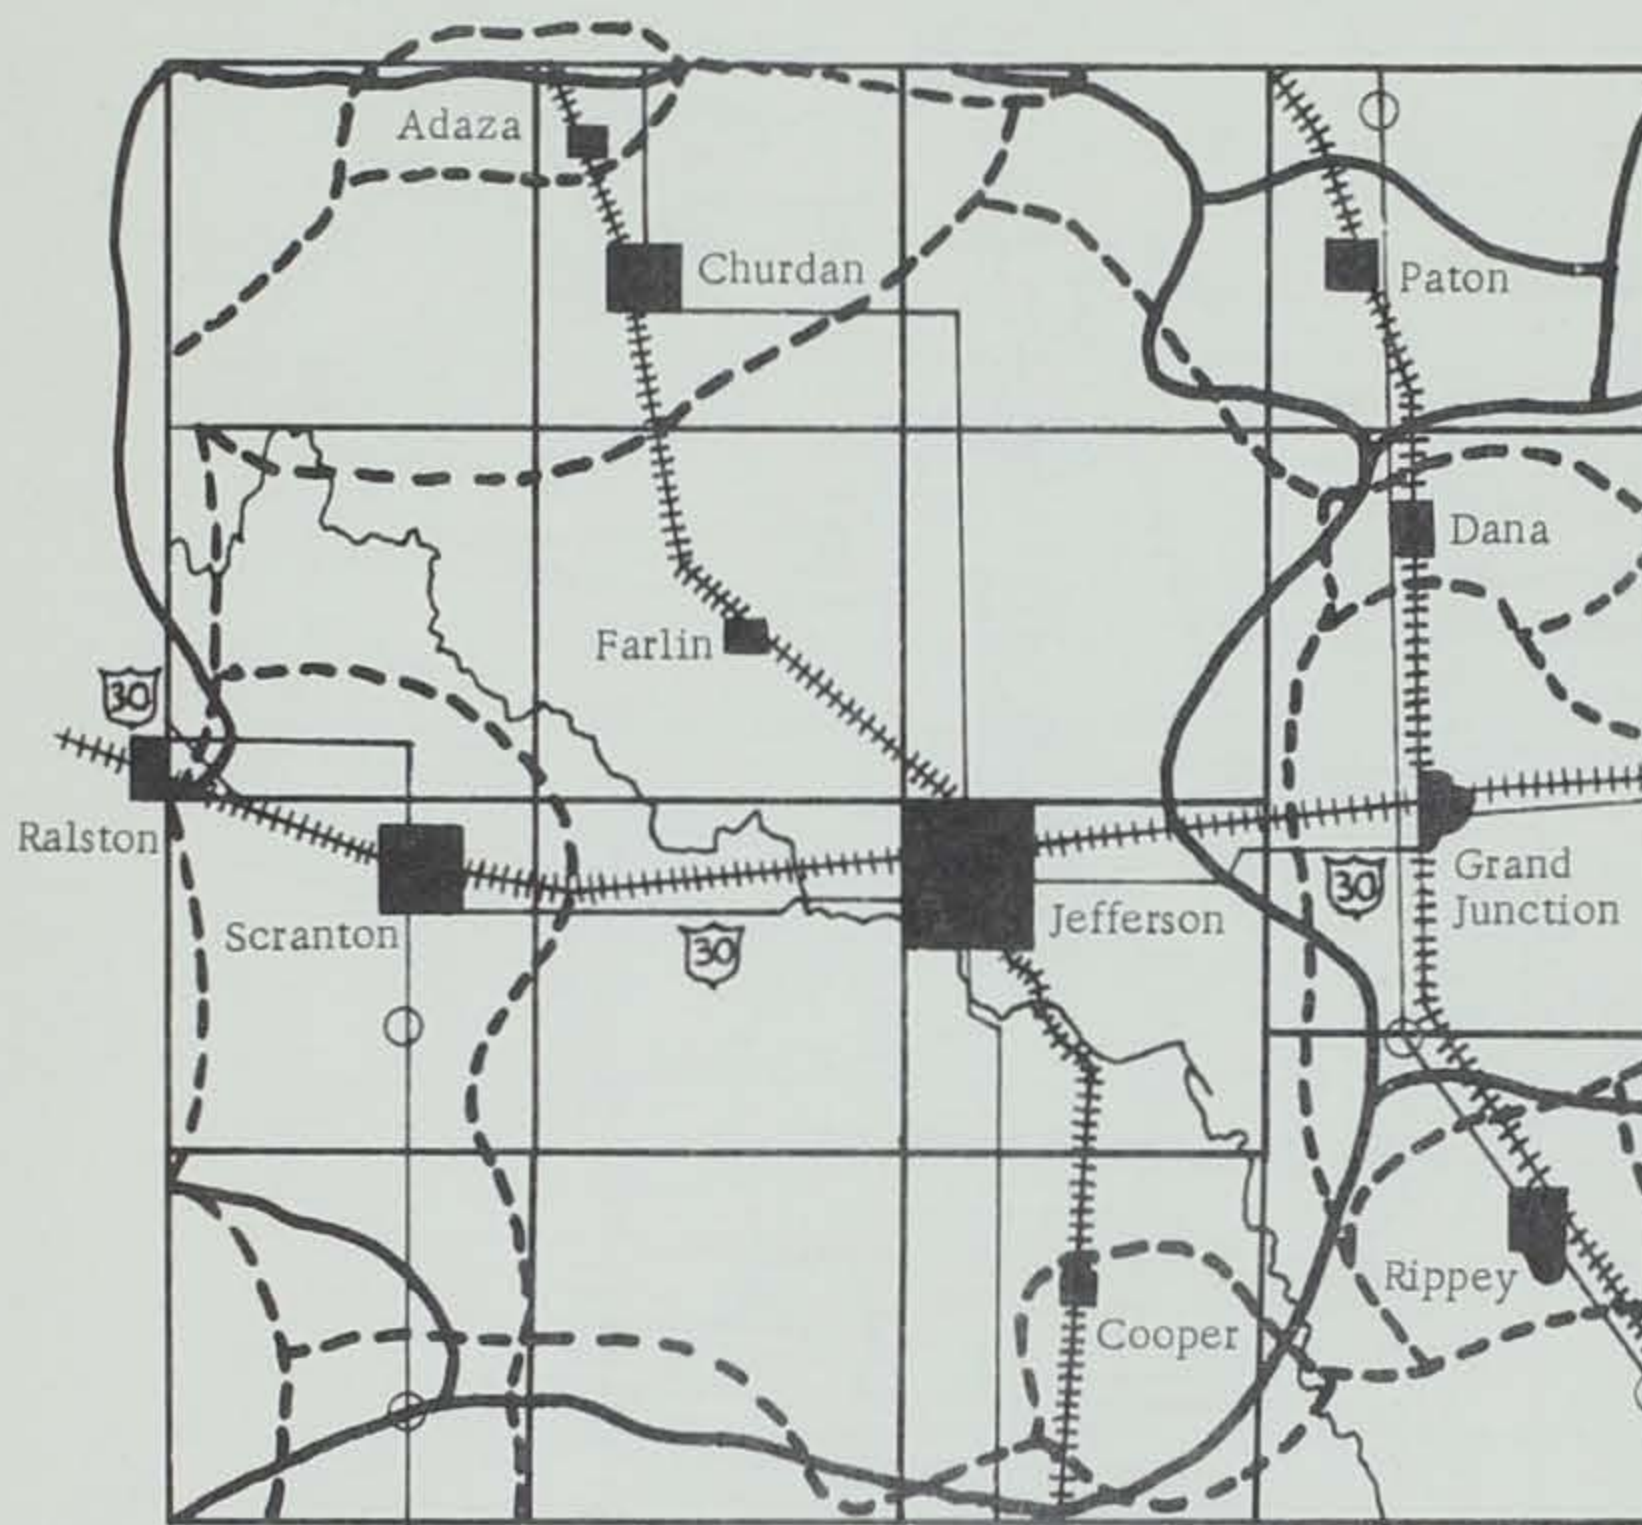 Adaza
Churdan
Paton
Dana
Farlin
30
Ralston
Scranton
30
Jefferson
30
Grand
Junction
Rippey
Cooper